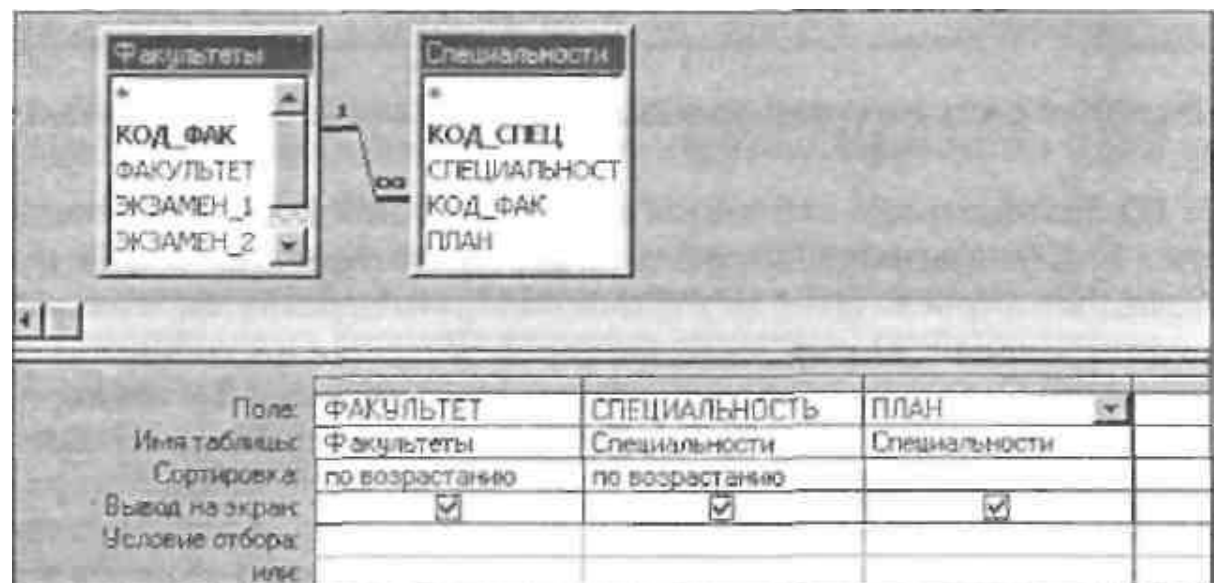 Факультеты
*
КОД_ФАК
ФАКУЛЬТЕТ
ЭКЗАМЕН_1
ЭКЗАМЕН_2
1
∞
Специальности
*
КОД_СПЕЦ
СПЕЦИАЛЬНОСТ
КОД_ФАК
ПЛАН
Поле: ФАКУЛЬТЕТ СПЕЦИАЛЬНОСТЬ ПЛАН
Имя таблицы: Факультеты Специальности Специальности
Сортировка: по возрастанию по возрастанию
Вывод на экран:
Условие отбора:
или: